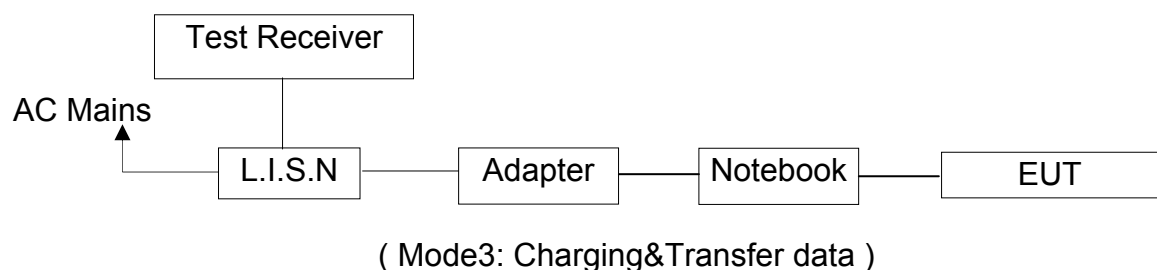 Test Receiver
AC Mains
L.I.S.N
Adapter
Notebook
EUT
( Mode3: Charging&Transfer data )